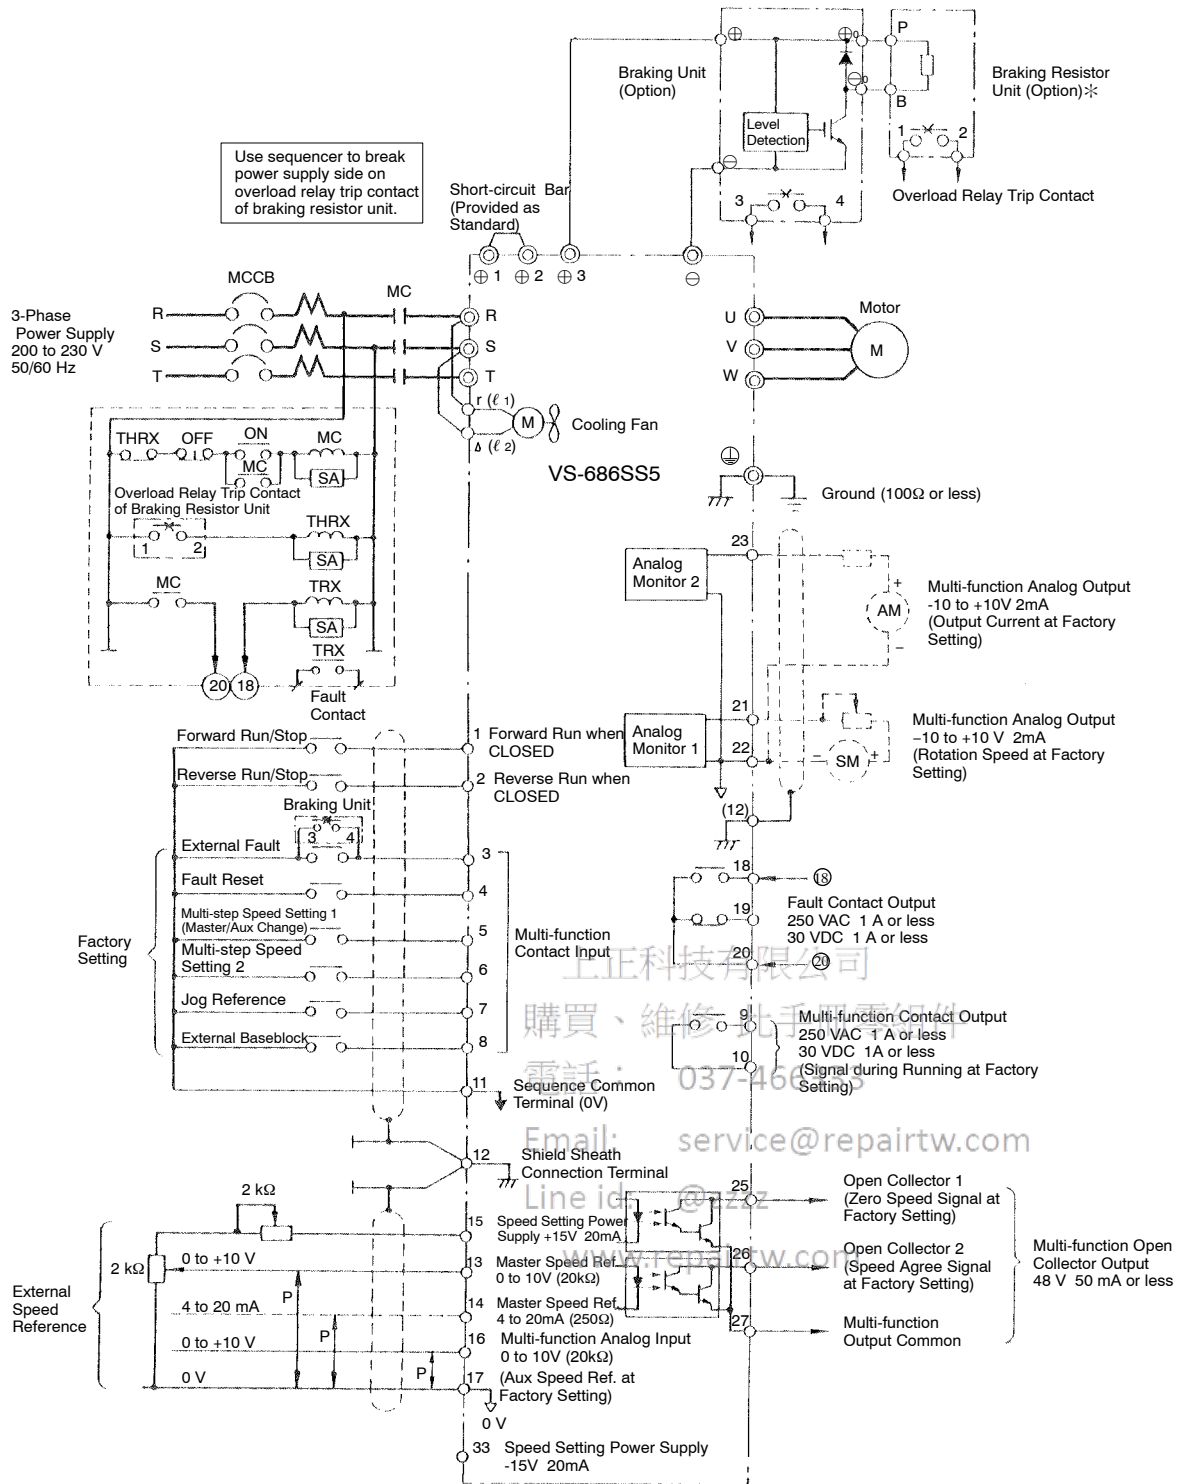 Braking Unit
(Option)
⊕
⊕0
P
⊖0
B
Level
Detection
⊖
Braking Resistor
Unit (Option)＊
1
2
Overload Relay Trip Contact
3
4
Use sequencer to break
power supply side on
overload relay trip contact
of braking resistor unit.
Short-circuit Bar
(Provided as
Standard)
⊕ 1
⊕ 2
⊕ 3
⊖
3-Phase
Power Supply
200 to 230 V
50/60 Hz
MCCB
MC
R
S
T
R
S
T
r (ℓ 1)
Δ (ℓ 2)
M
Cooling Fan
VS-686SS5
U
V
W
Motor
M
Ground (100Ω or less)
THRX
OFF
ON
MC
MC
SA
Overload Relay Trip Contact
of Braking Resistor Unit
1
2
THRX
SA
MC
TRX
SA
TRX
20
18
Fault
Contact
Analog
Monitor 2
23
AM
+
−
Multi-function Analog Output
-10 to +10V 2mA
(Output Current at Factory
Setting)
Analog
Monitor 1
21
22
SM
−
+
Multi-function Analog Output
−10 to +10 V 2mA
(Rotation Speed at Factory
Setting)
(12)
Forward Run/Stop
1 Forward Run when
CLOSED
Reverse Run/Stop
2 Reverse Run when
CLOSED
Braking Unit
3
4
External Fault
3
Fault Reset
4
Multi-step Speed Setting 1
(Master/Aux Change)
5
Multi-step Speed
Setting 2
6
Jog Reference
7
External Baseblock
8
Factory
Setting
Multi-function
Contact Input
11
Sequence Common
Terminal (0V)
18
⑱
19
20
⑳
Fault Contact Output
250 VAC 1 A or less
30 VDC 1 A or less
9
10
Multi-function Contact Output
250 VAC 1 A or less
30 VDC 1A or less
(Signal during Running at Factory
Setting)
上正科技有限公司
購買、維修 此手冊零組件
電話： 037-466333
Email: service@repairtw.com
Line id: @zzzz
www.repairtw.com
12
Shield Sheath
Connection Terminal
External
Speed
Reference
2 kΩ
2 kΩ
15
Speed Setting Power
Supply +15V 20mA
0 to +10 V
13
Master Speed Ref.
0 to 10V (20kΩ)
P
4 to 20 mA
14
Master Speed Ref.
4 to 20mA (250Ω)
P
0 to +10 V
16
Multi-function Analog Input
0 to 10V (20kΩ)
P
0 V
17
(Aux Speed Ref. at
Factory Setting)
0 V
33
Speed Setting Power Supply
-15V 20mA
25
Open Collector 1
(Zero Speed Signal at
Factory Setting)
26
Open Collector 2
(Speed Agree Signal
at Factory Setting)
27
Multi-function
Output Common
Multi-function Open
Collector Output
48 V 50 mA or less